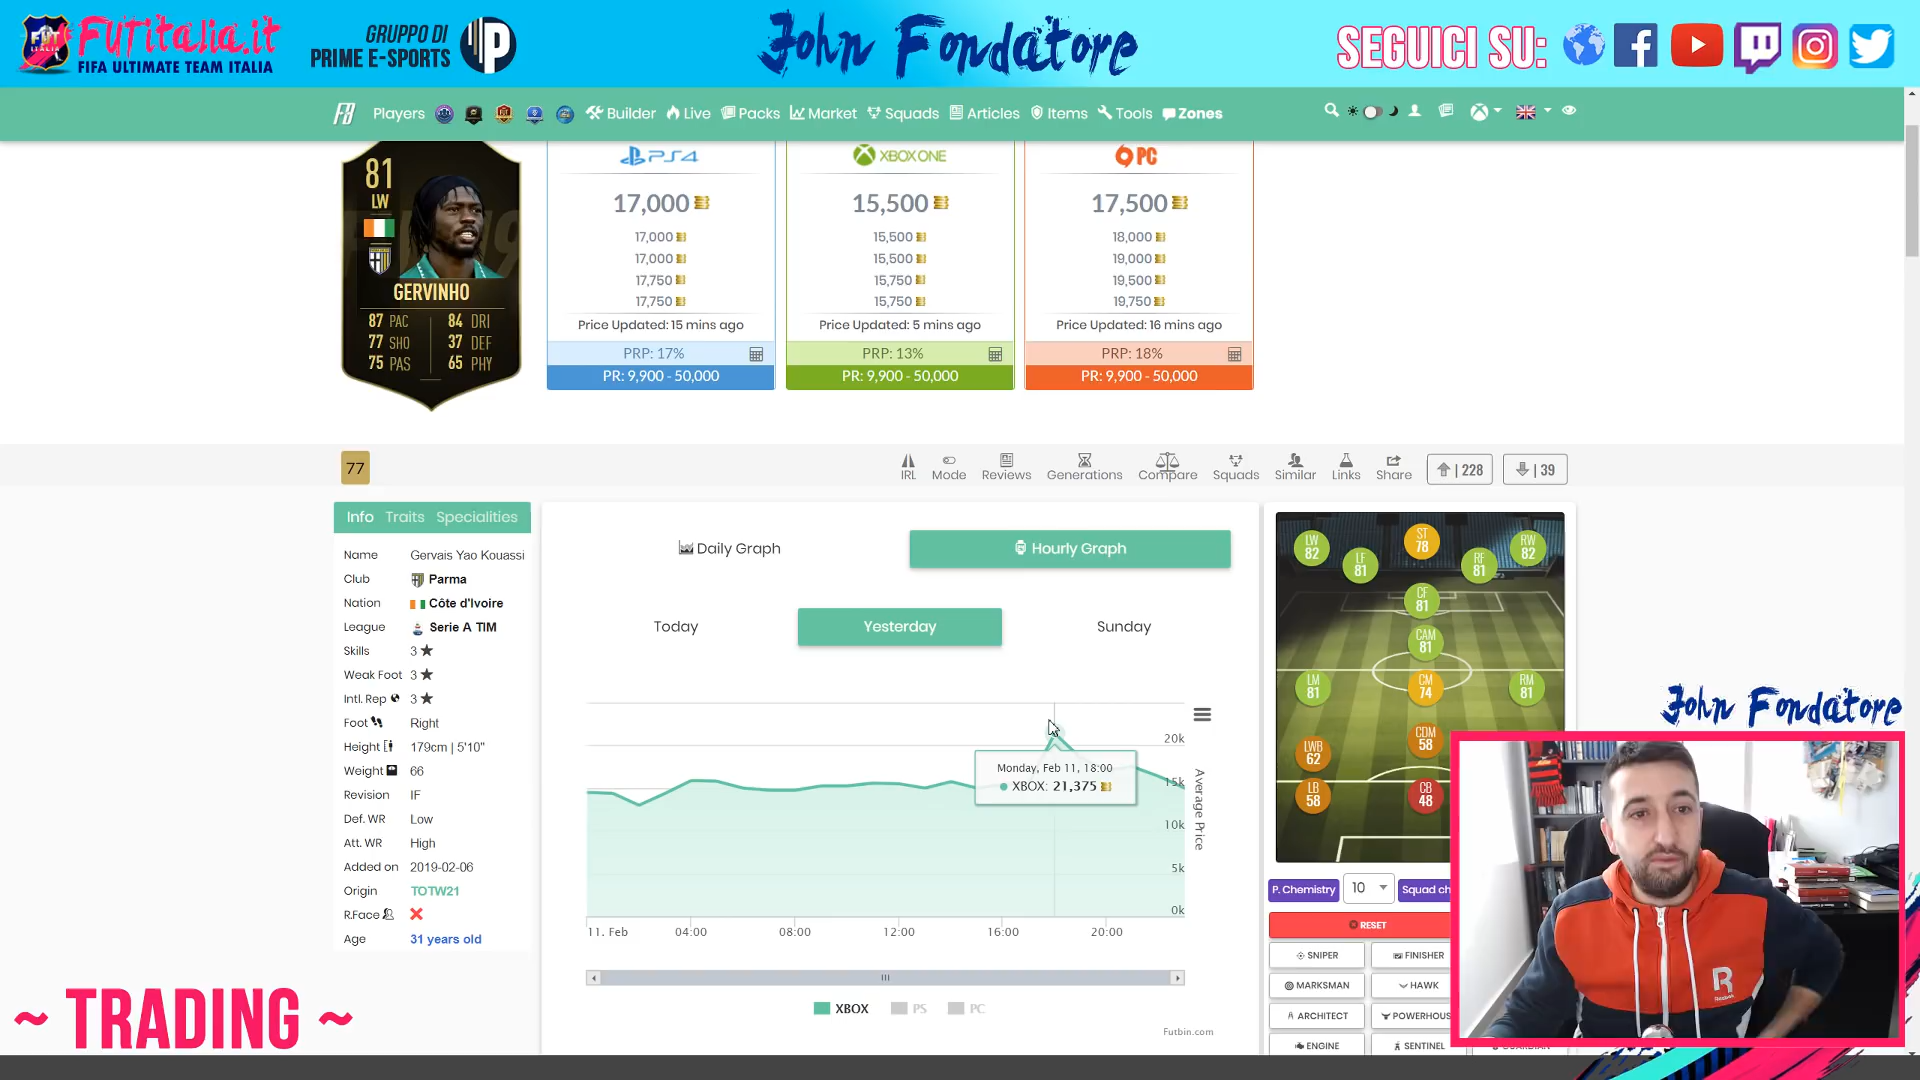 FUTitalia.it
FIFA ULTIMATE TEAM ITALIA
GRUPPO DI
PRIME E-SPORTS
John Fondatore
SEGUICI SU:
Players
Builder
Live
Packs
Market
Squads
Articles
Items
Tools
Zones
81
LW
GERVINHO
87 PAC
84 DRI
77 SHO
37 DEF
75 PAS
65 PHY
PS4
17,000
17,000
17,000
17,750
17,750
Price Updated: 15 mins ago
PRP: 17%
PR: 9,900 - 50,000
XBOX ONE
15,500
15,500
15,500
15,750
15,750
Price Updated: 5 mins ago
PRP: 13%
PR: 9,900 - 50,000
PC
17,500
18,000
19,000
19,500
19,750
Price Updated: 16 mins ago
PRP: 18%
PR: 9,900 - 50,000
77
IRL
Mode
Reviews
Generations
Compare
Squads
Similar
Links
Share
| 228
| 39
Info Traits Specialities
Name Gervais Yao Kouassi
Club Parma
Nation Côte d'Ivoire
League Serie A TIM
Skills 3
Weak Foot 3
Intl. Rep 3
Foot Right
Height 179cm | 5'10"
Weight 66
Revision IF
Def. WR Low
Att. WR High
Added on 2019-02-06
Origin TOTW21
R.Face
Age 31 years old
Daily Graph
Hourly Graph
Today
Yesterday
Sunday
Monday, Feb 11, 18:00
XBOX: 21,375
20k
15k
10k
5k
0k
Average Price
11. Feb
04:00
08:00
12:00
16:00
20:00
XBOX
PS
PC
Futbin.com
ST 78
LW 82
RW 82
LF 81
RF 81
CF 81
CAM 81
LM 81
CM 74
RM 81
LWB 62
CDM 58
LB 58
CB 48
P. Chemistry
10
Squad ch
RESET
SNIPER
FINISHER
MARKSMAN
HAWK
ARCHITECT
POWERHOUS
ENGINE
SENTINEL
John Fondatore
Reebok
~ TRADING ~